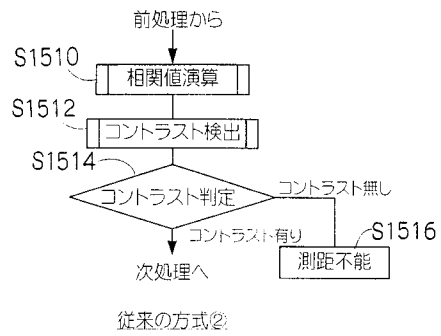 前処理から
S1510
相関値演算
S1512
コントラスト検出
S1514
コントラスト判定
コントラスト無し
コントラスト有り
S1516
測距不能
次処理へ
従来の方式②